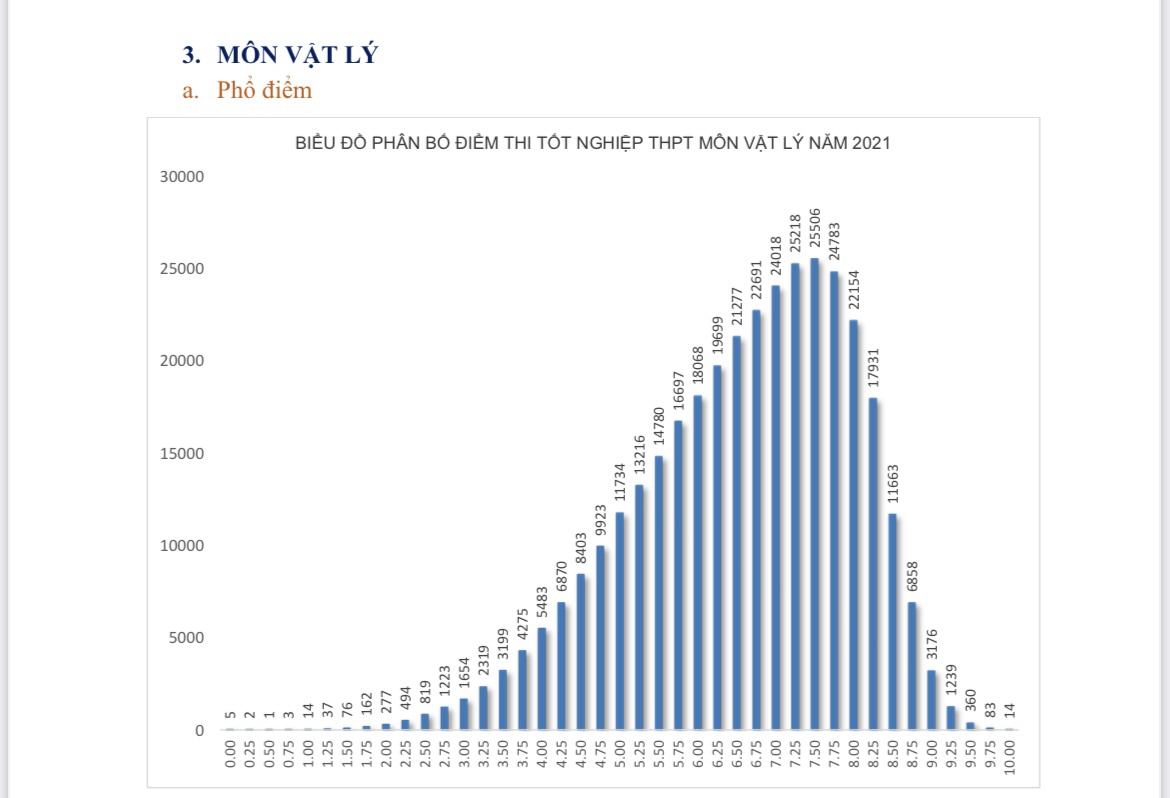 3. MÔN VẬT LÝ
a. Phổ điểm
BIỂU ĐỒ PHÂN BỐ ĐIỂM THI TỐT NGHIỆP THPT MÔN VẬT LÝ NĂM 2021
30000
25000
20000
15000
10000
5000
0
5 2 1 3 14 37 76 162 277 494 819 1223 1654 2319 3199 4275 5483 6870 8403 9923 11734 13216 14780 16697 18068 19699 21277 22691 24018 25218 25506 24783 22154 17931 11663 6858 3176 1239 360 83 14
0.00 0.25 0.50 0.75 1.00 1.25 1.50 1.75 2.00 2.25 2.50 2.75 3.00 3.25 3.50 3.75 4.00 4.25 4.50 4.75 5.00 5.25 5.50 5.75 6.00 6.25 6.50 6.75 7.00 7.25 7.50 7.75 8.00 8.25 8.50 8.75 9.00 9.25 9.50 9.75 10.00